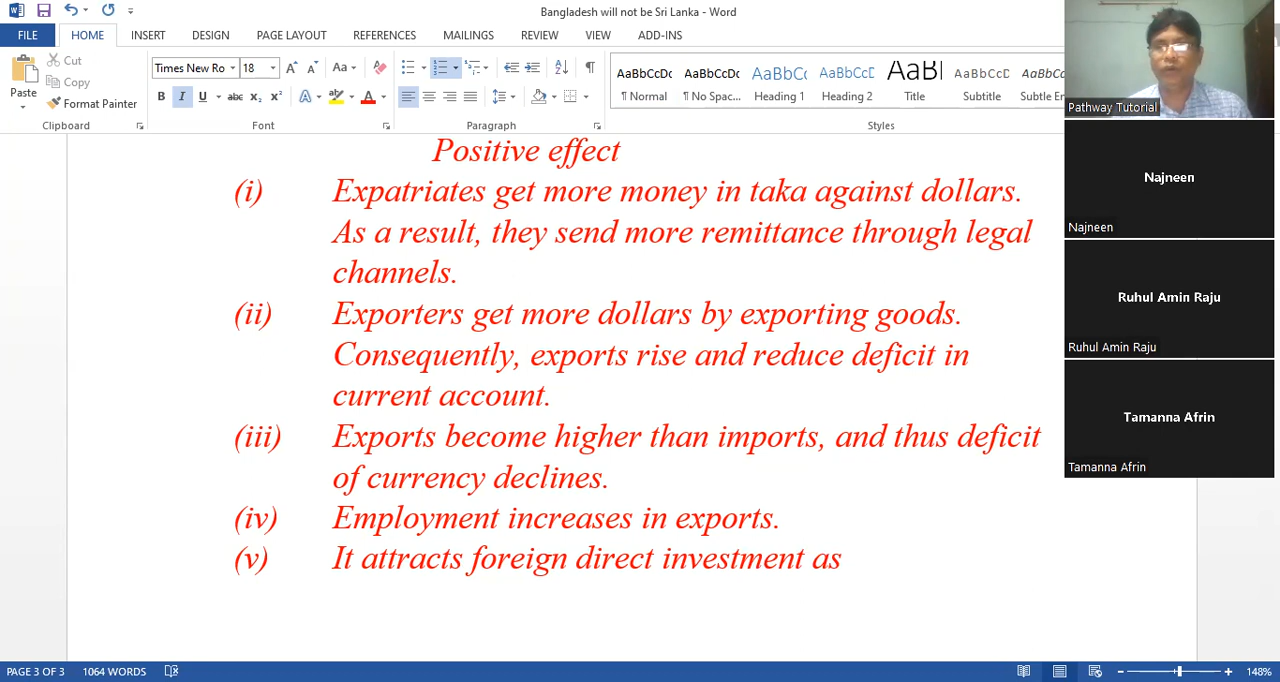 Bangladesh will not be Sri Lanka - Word
FILE HOME INSERT DESIGN PAGE LAYOUT REFERENCES MAILINGS REVIEW VIEW ADD-INS
Paste
Cut
Copy
Format Painter
Clipboard
Times New Ro 18
Font
Paragraph
AaBbCcDc AaBbCcDc AaBbCc AaBbCcC AaB AaBbCcD AaBbCcD
¶ Normal ¶ No Spac... Heading 1 Heading 2 Title Subtitle Subtle En
Styles
Pathway Tutorial
Najneen
Najneen
Ruhul Amin Raju
Ruhul Amin Raju
Tamanna Afrin
Tamanna Afrin
Positive effect
(i) Expatriates get more money in taka against dollars.
As a result, they send more remittance through legal
channels.
(ii) Exporters get more dollars by exporting goods.
Consequently, exports rise and reduce deficit in
current account.
(iii) Exports become higher than imports, and thus deficit
of currency declines.
(iv) Employment increases in exports.
(v) It attracts foreign direct investment as
PAGE 3 OF 3 1064 WORDS 148%